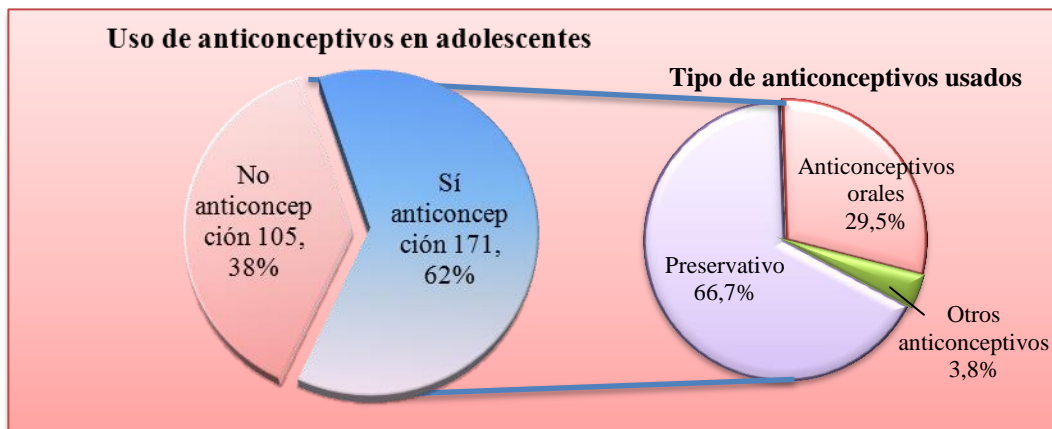 Uso de anticonceptivos en adolescentes
No
anticoncep
ción 105,
38%
Sí
anticoncep
ción 171,
62%
Tipo de anticonceptivos usados
Anticonceptivos
orales
29,5%
Preservativo
66,7%
Otros
anticonceptivos
3,8%